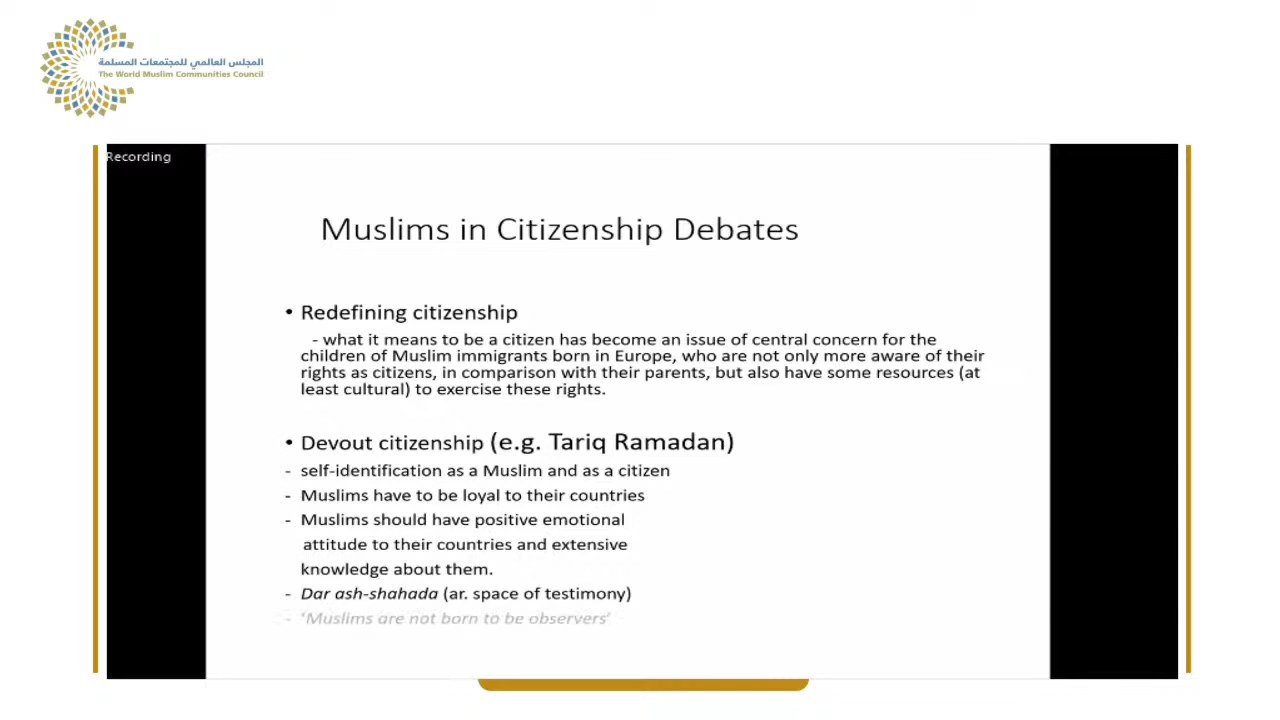 المجلس العالمي للمجتمعات المسلمة
The World Muslim Communities Council
Recording
Muslims in Citizenship Debates
• Redefining citizenship
- what it means to be a citizen has become an issue of central concern for the
children of Muslim immigrants born in Europe, who are not only more aware of their
rights as citizens, in comparison with their parents, but also have some resources (at
least cultural) to exercise these rights.
• Devout citizenship (e.g. Tariq Ramadan)
- self-identification as a Muslim and as a citizen
- Muslims have to be loyal to their countries
- Muslims should have positive emotional
attitude to their countries and extensive
knowledge about them.
- Dar ash-shahada (ar. space of testimony)
- ‘Muslims are not born to be observers’